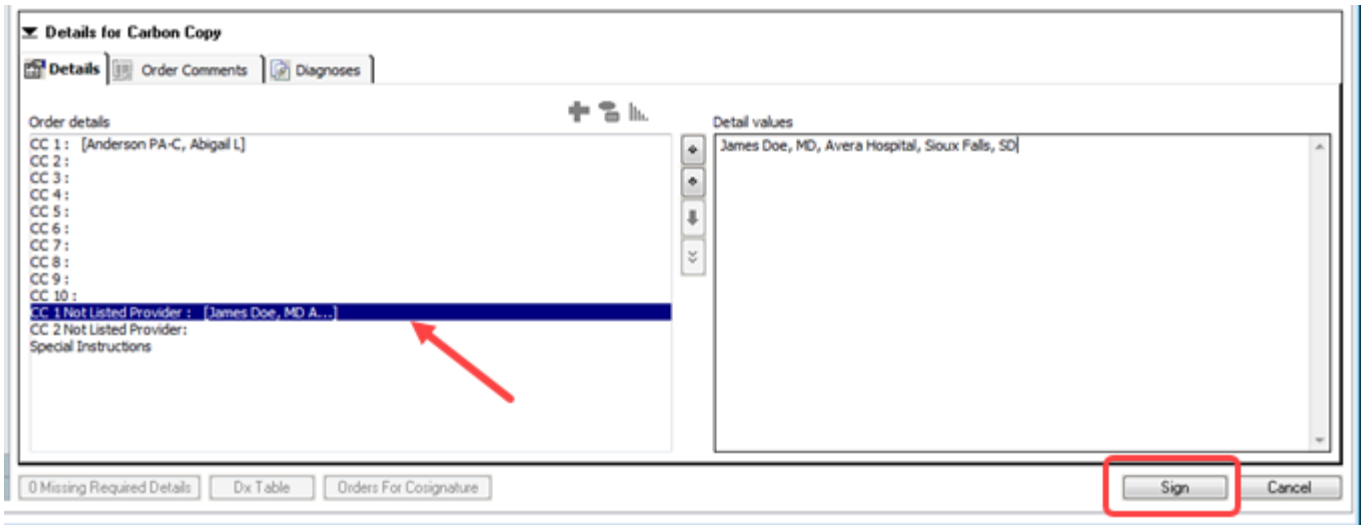 Details for Carbon Copy
Details Order Comments Diagnoses
Order details
Detail values
CC 1 : [Anderson PA-C, Abigail L]
CC 2 :
CC 3 :
CC 4 :
CC 5 :
CC 6 :
CC 7 :
CC 8 :
CC 9 :
CC 10 :
CC 1 Not Listed Provider : [James Doe, MD A...]
CC 2 Not Listed Provider:
Special Instructions
James Doe, MD, Avera Hospital, Sioux Falls, SD
0 Missing Required Details Dx Table Orders For Cosignature Sign Cancel